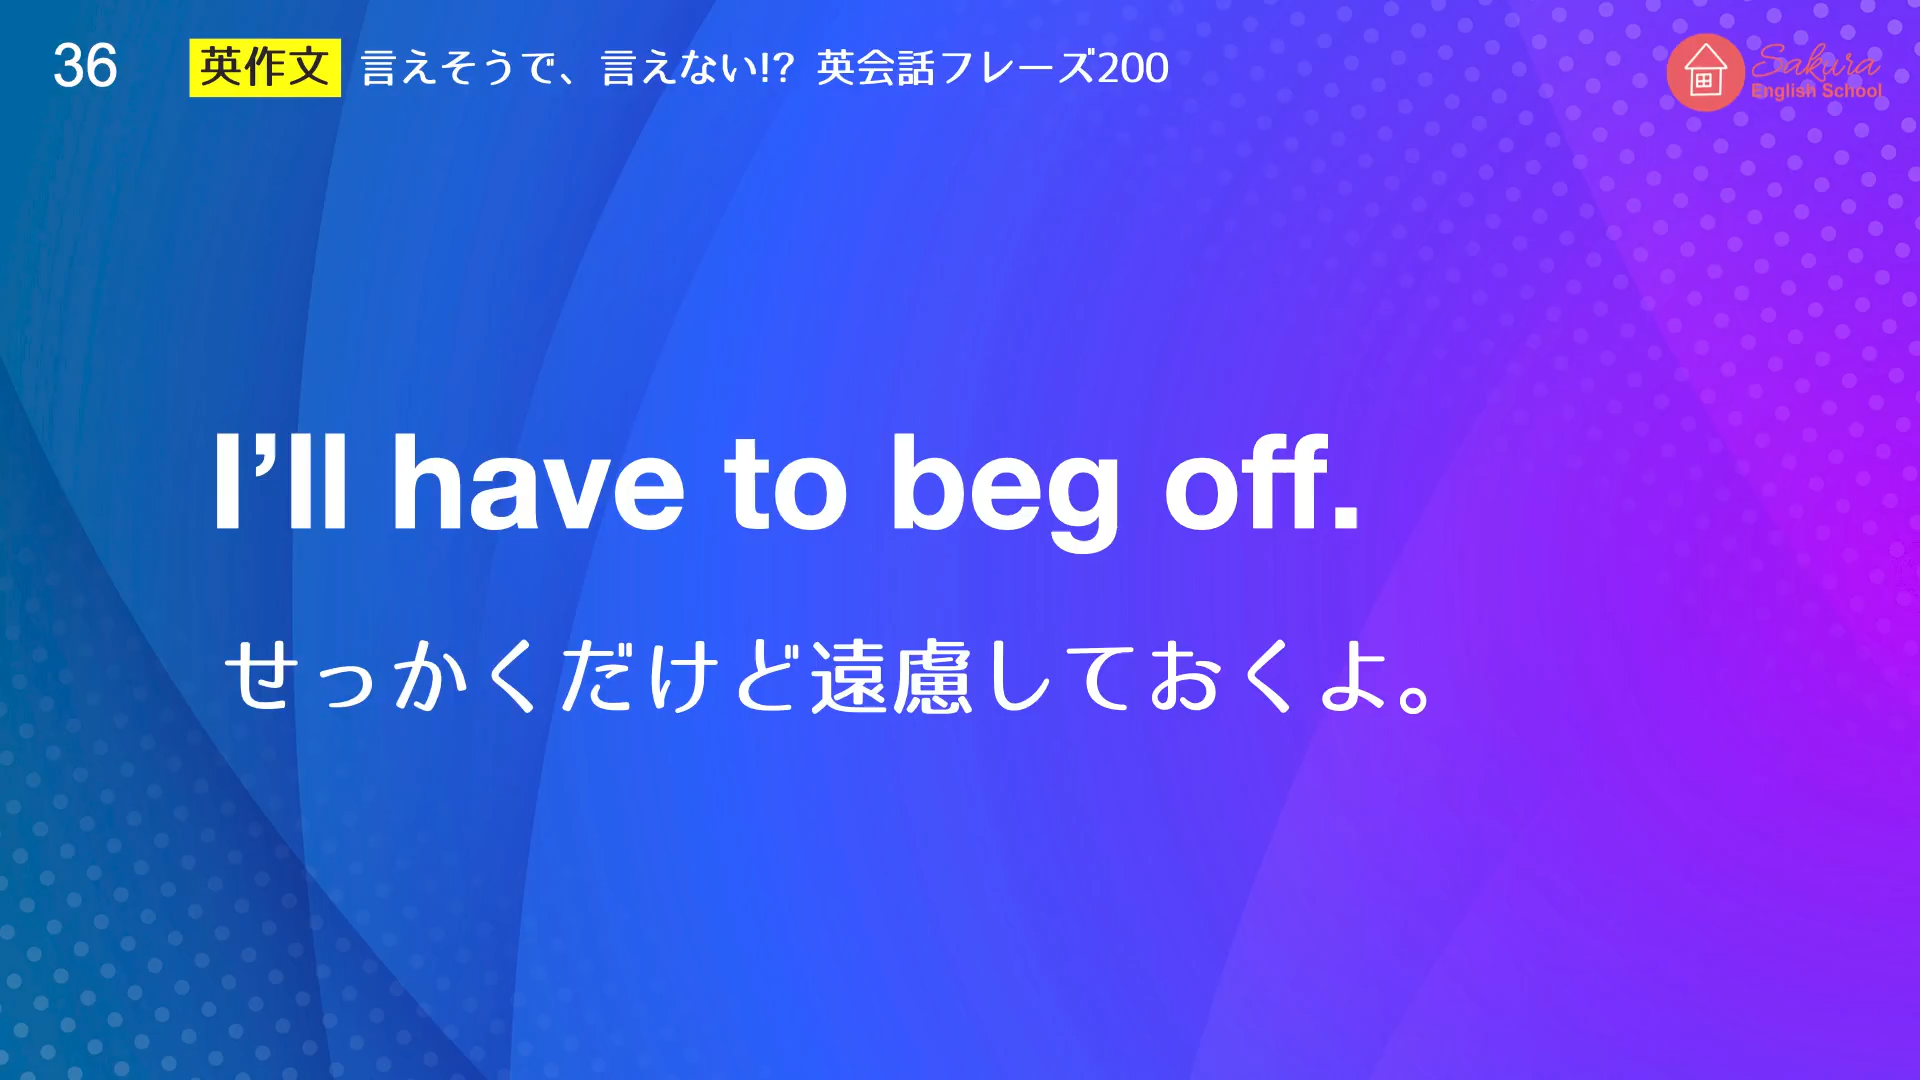 36
英作文 言えそうで、言えない!? 英会話フレーズ200
Sakura
English School
I’ll have to beg off.
せっかくだけど遠慮しておくよ。